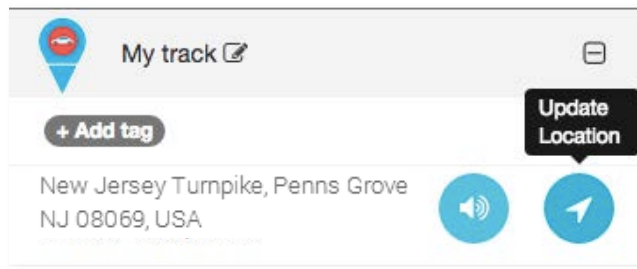 My track
Update
Location
+ Add tag
New Jersey Turnpike, Penns Grove
NJ 08069, USA